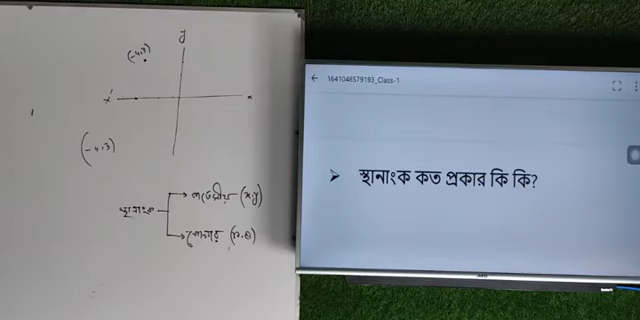 y
(-4,3)
x'
x
(-4,3)
স্থানাংক
কার্তেসীয় (x,y)
পোলার (r,θ)
1641048579193_Class-1
স্থানাংক কত প্রকার কি কি?